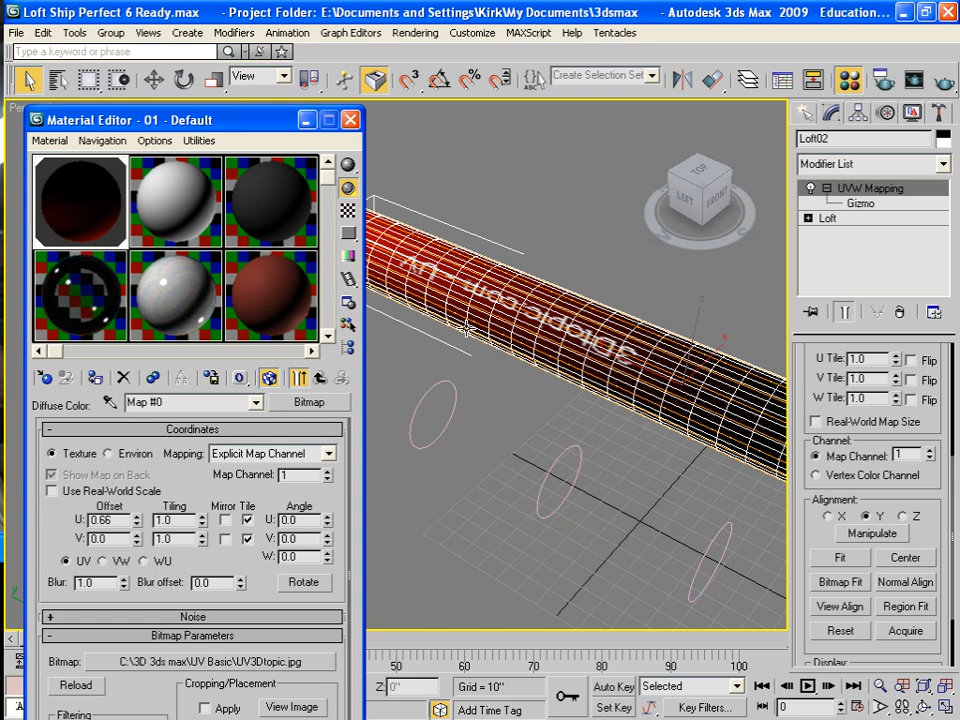 Loft Ship Perfect 6 Ready.max - Project Folder: E:\Documents and Settings\Kirk\My Documents\3dsmax - Autodesk 3ds Max 2009 Education...
File Edit Tools Group Views Create Modifiers Animation Graph Editors Rendering Customize MAXScript Help Tentacles
Type a keyword or phrase
View
Create Selection Set
Material Editor - 01 - Default
Loft02
Material Navigation Options Utilities
Modifier List
TOP
LEFT FRONT
UVW Mapping
Gizmo
Loft
3Dtopic.com - UV
U Tile: 1.0 Flip
V Tile: 1.0 Flip
W Tile: 1.0 Flip
Real-World Map Size
Channel:
Map Channel: 1
Vertex Color Channel
Alignment:
X Y Z
Manipulate
Fit Center
Bitmap Fit Normal Align
View Align Region Fit
Reset Acquire
Display:
Diffuse Color: Map #0 Bitmap
- Coordinates
Texture Environ Mapping: Explicit Map Channel
Show Map on Back Map Channel: 1
Use Real-World Scale
Offset Tiling Mirror Tile Angle
U: 0.66 1.0 U: 0.0
V: 0.0 1.0 V: 0.0
W: 0.0
UV VW WU
Blur: 1.0 Blur offset: 0.0 Rotate
+ Noise
- Bitmap Parameters
Bitmap: C:\3D 3ds max\UV Basic\UV3Dtopic.jpg
Reload
Cropping/Placement
Apply View Image
Filtering
50 60 70 80 90 100
Z: 0" Grid = 10" Auto Key Selected
Add Time Tag Set Key Key Filters... 0